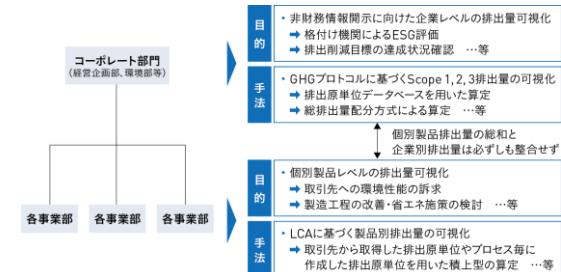 コーポレート部門
(経営企画部、環境部等)
各事業部
各事業部
各事業部
目的
・非財務情報開示に向けた企業レベルの排出量可視化
➡ 格付け機関によるESG評価
➡ 排出削減目標の達成状況確認 …等
手法
・GHGプロトコルに基づくScope 1, 2, 3排出量の可視化
➡ 排出原単位データベースを用いた算定
➡ 総排出量配分方式による算定 …等
個別製品排出量の総和と
企業別排出量は必ずしも整合せず
目的
・個別製品レベルの排出量可視化
➡ 取引先への環境性能の訴求
➡ 製造工程の改善・省エネ施策の検討 …等
手法
・LCAに基づく製品別排出量の可視化
➡ 取引先から取得した排出原単位やプロセス毎に
作成した排出原単位を用いた積上型の算定 …等